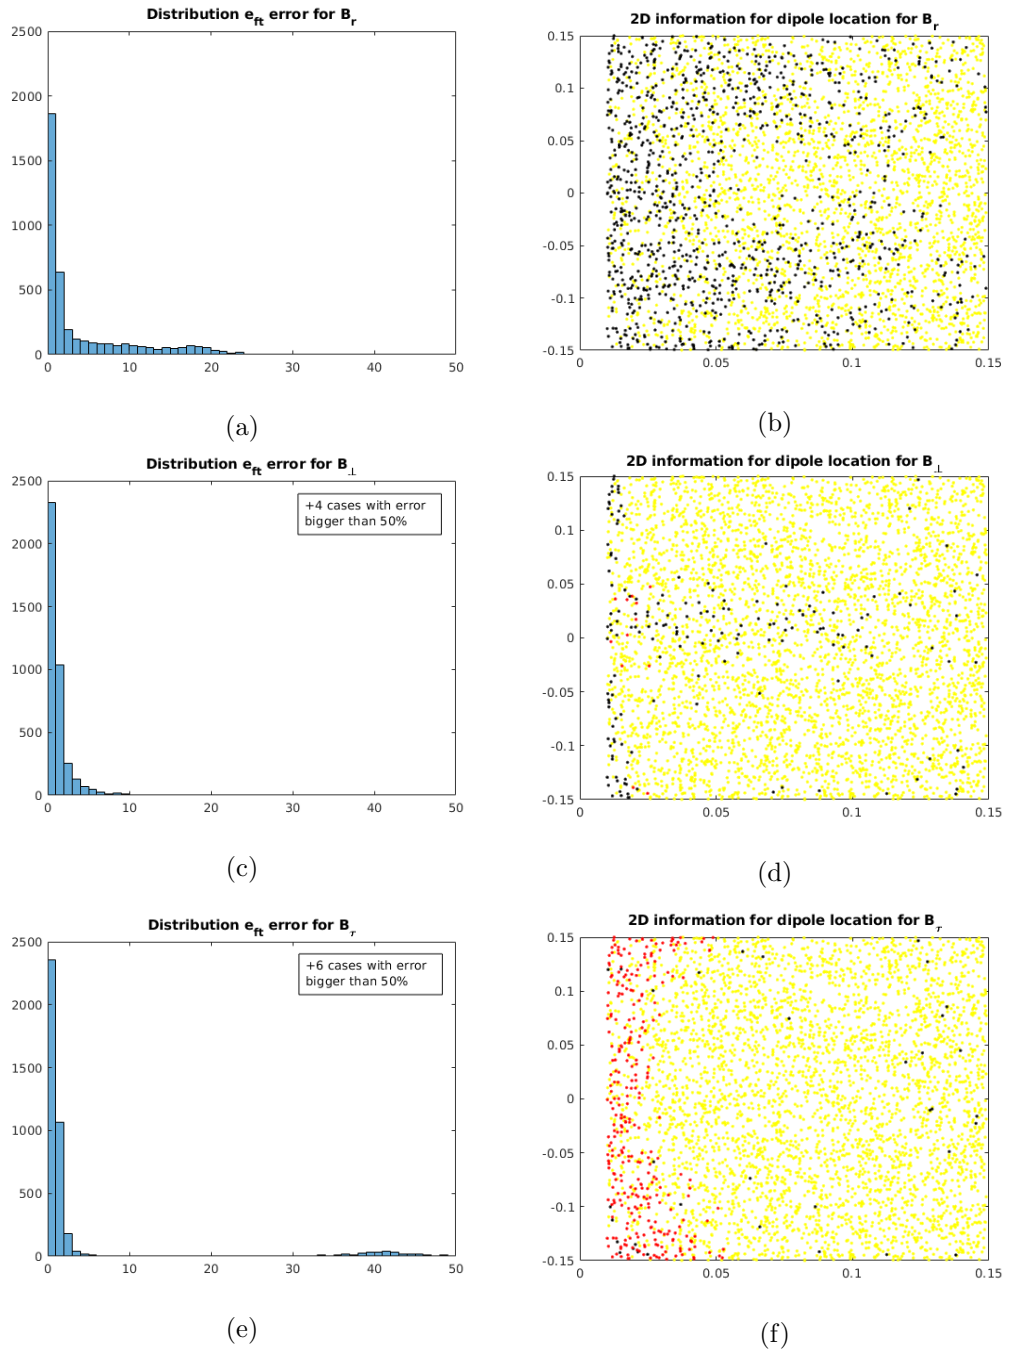 Distribution e_ft error for B_r
2500
2000
1500
1000
500
0
0 10 20 30 40 50
(a)
2D information for dipole location for B_r
0.15
0.1
0.05
0
-0.05
-0.1
-0.15
0 0.05 0.1 0.15
(b)
Distribution e_ft error for B_⊥
2500
2000
1500
1000
500
0
+4 cases with error
bigger than 50%
0 10 20 30 40 50
(c)
2D information for dipole location for B_⊥
0.15
0.1
0.05
0
-0.05
-0.1
-0.15
0 0.05 0.1 0.15
(d)
Distribution e_ft error for B_τ
2500
2000
1500
1000
500
0
+6 cases with error
bigger than 50%
0 10 20 30 40 50
(e)
2D information for dipole location for B_τ
0.15
0.1
0.05
0
-0.05
-0.1
-0.15
0 0.05 0.1 0.15
(f)